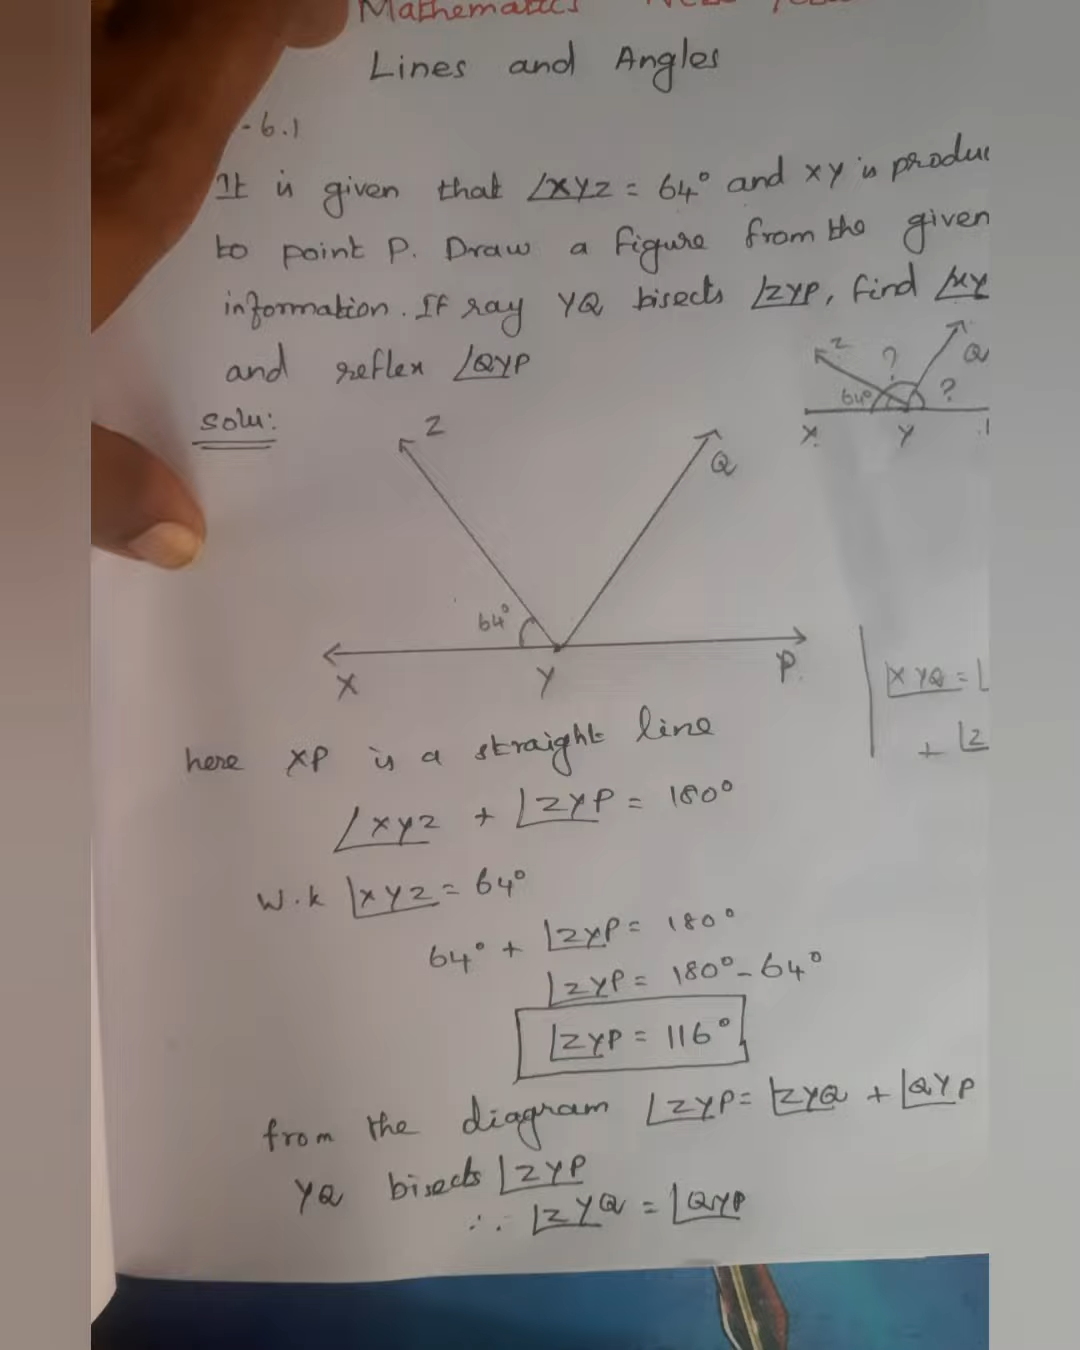 Mathematics
Lines and Angles
-6.1
It is given that ∠XYZ = 64° and XY is produc
to point P. Draw a figure from the given
information. If ray YQ bisects ∠ZYP, find ∠XY
and reflex ∠QYP
Solu:
Z
?
Q
64°
?
X
Y
Z
Q
64°
X
Y
P.
∠XYQ = ∠
+ ∠Z
here XP is a straight line
∠XYZ + ∠ZYP = 180°
W.k ∠XYZ = 64°
64° + ∠ZYP = 180°
∠ZYP = 180° - 64°
∠ZYP = 116°
from the diagram ∠ZYP = ∠ZYQ + ∠QYP
YQ bisects ∠ZYP
∴ ∠ZYQ = ∠QYP